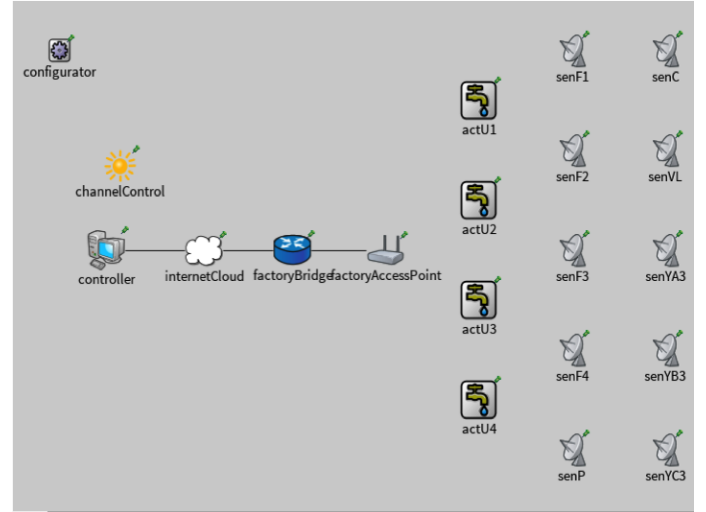 configurator
channelControl
controller
internetCloud
factoryBridge
factoryAccessPoint
actU1
actU2
actU3
actU4
senF1
senC
senF2
senVL
senF3
senYA3
senF4
senYB3
senP
senYC3